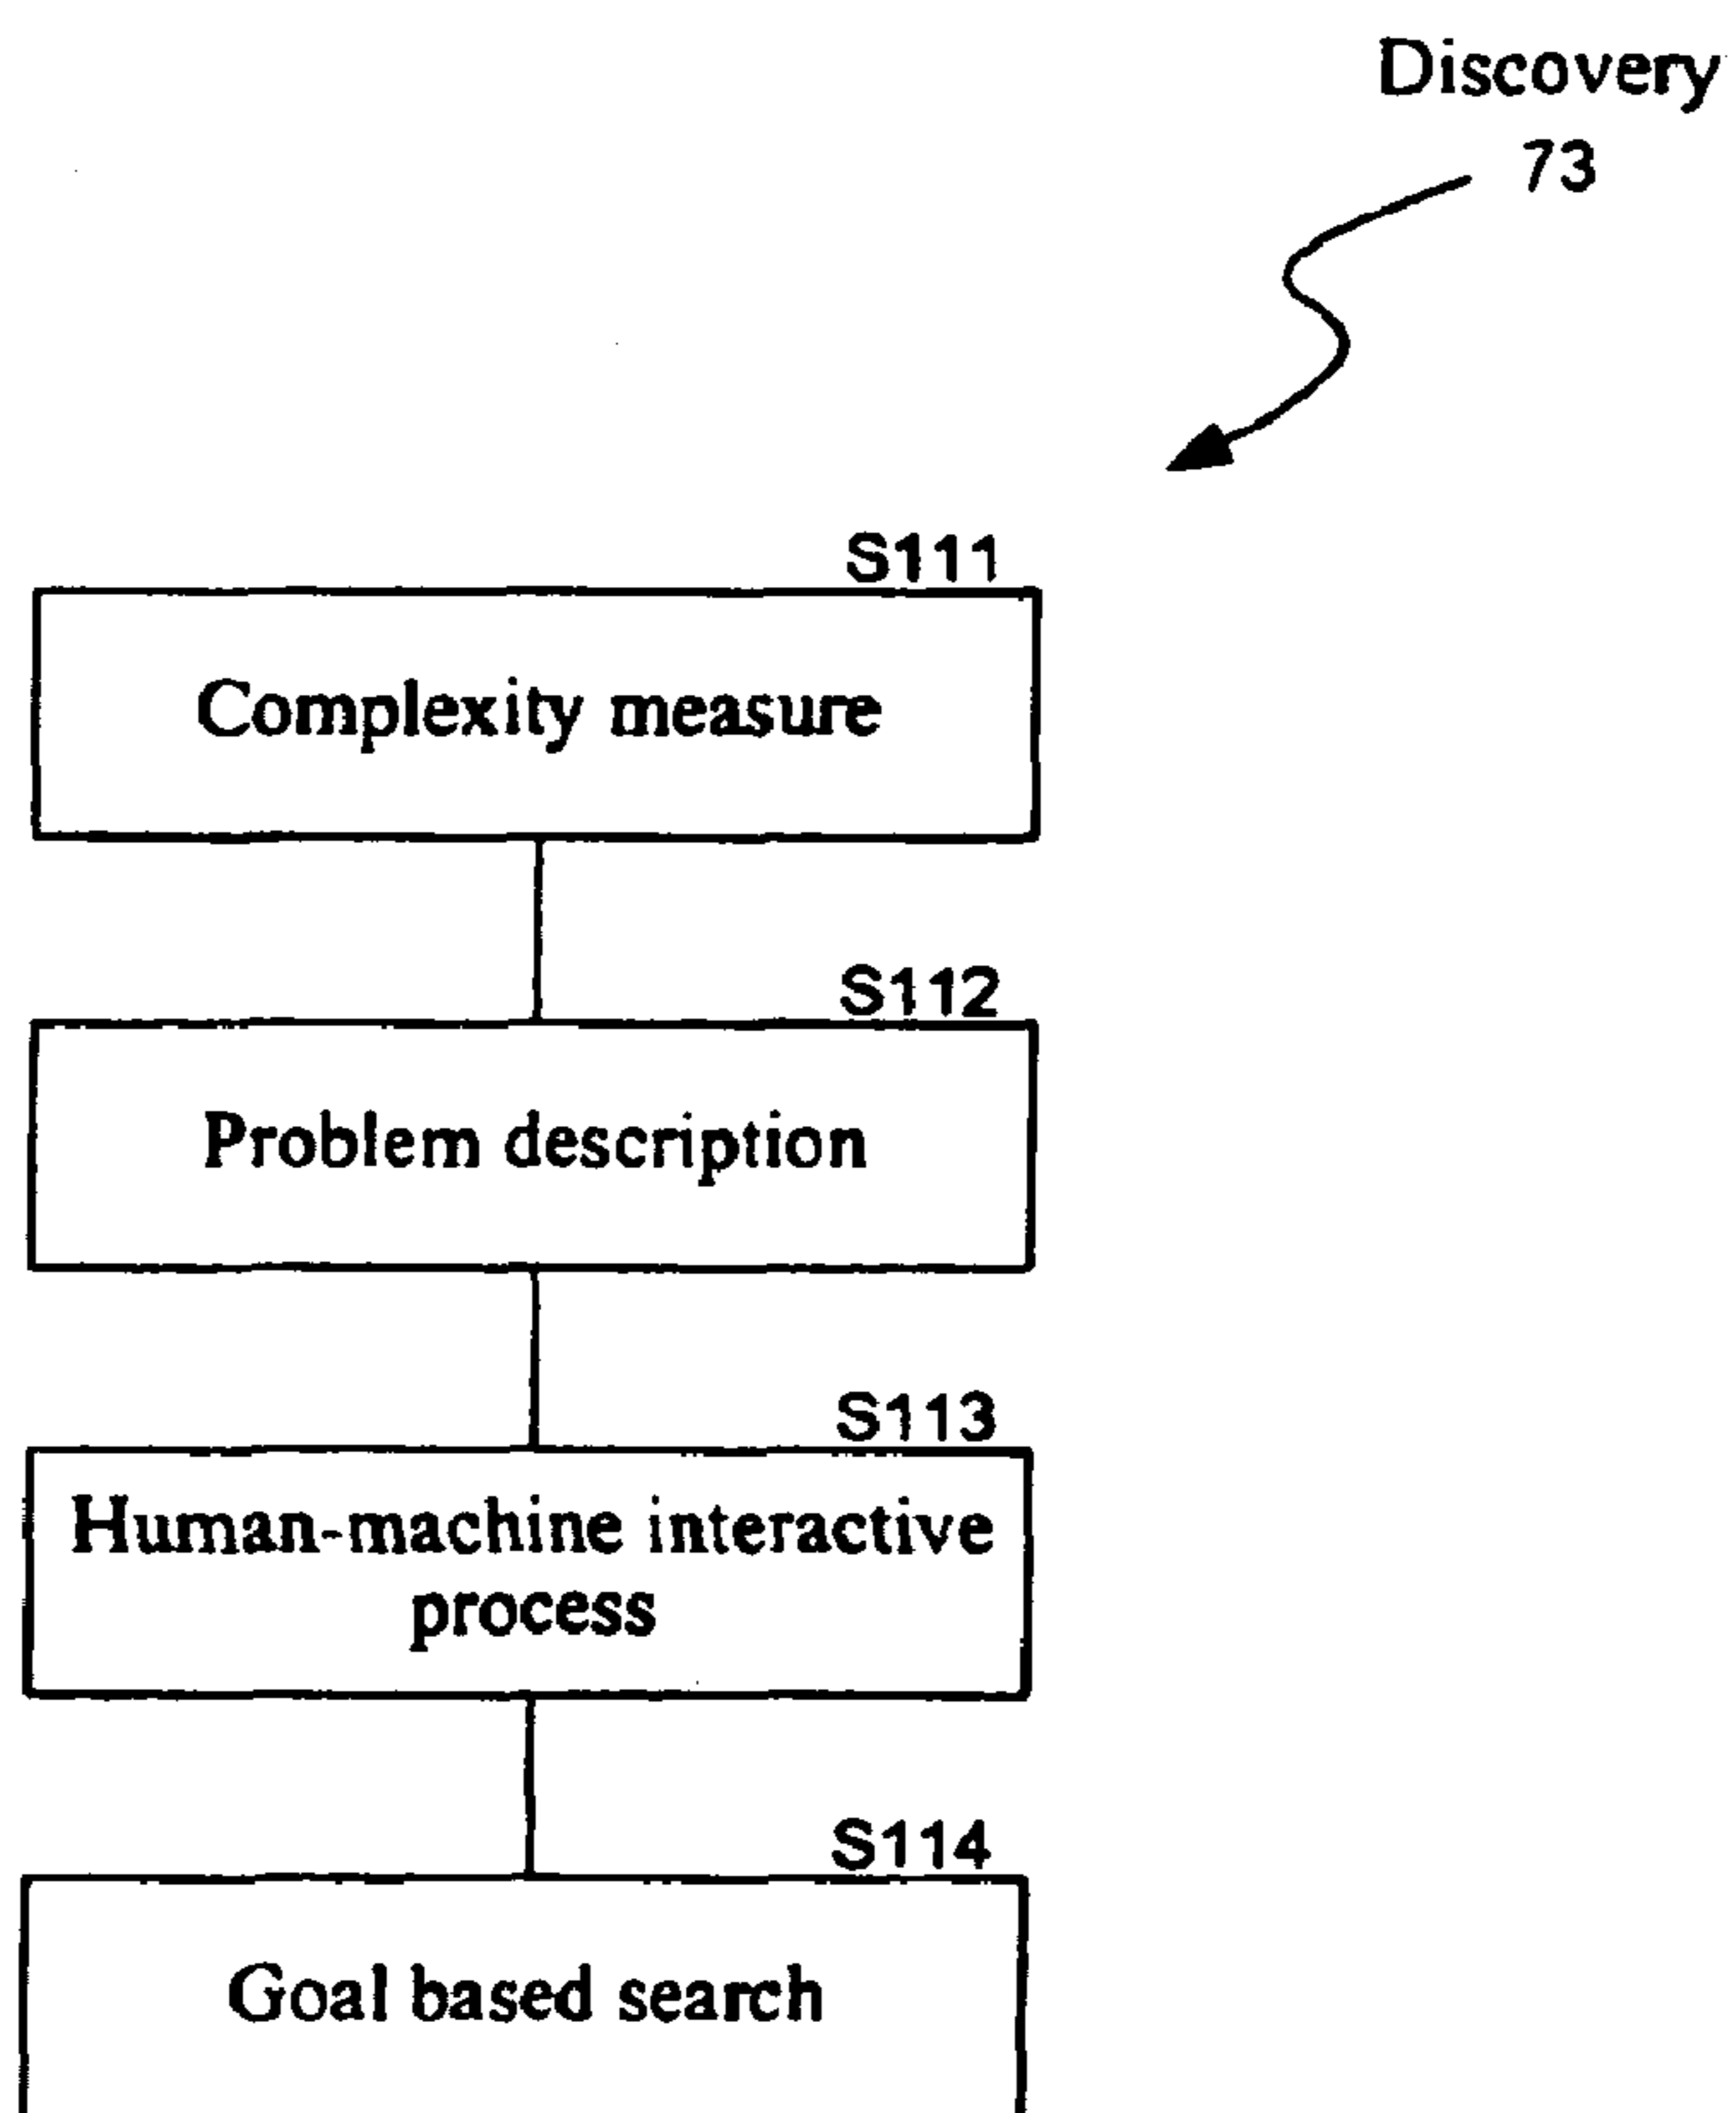 Discovery
73
S111
Complexity measure
S112
Problem description
S113
Human-machine interactive
process
S114
Goal based search